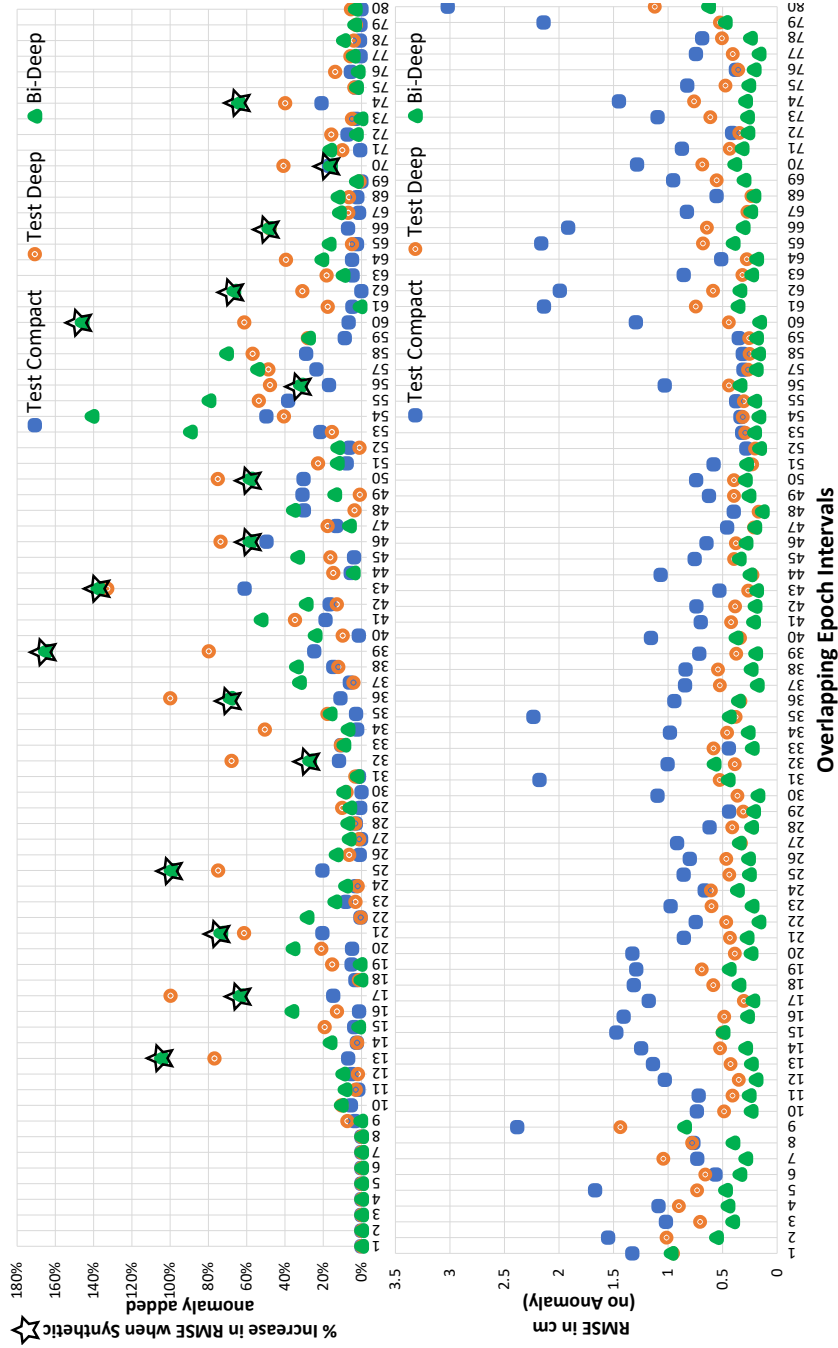 % Increase in RMSE when Synthetic
anomaly added
180%
160%
140%
120%
100%
80%
60%
40%
20%
0%
Test Compact Test Deep Bi-Deep
1 2 3 4 5 6 7 8 9 10 11 12 13 14 15 16 17 18 19 20 21 22 23 24 25 26 27 28 29 30 31 32 33 34 35 36 37 38 39 40 41 42 43 44 45 46 47 48 49 50 51 52 53 54 55 56 57 58 59 60 61 62 63 64 65 66 67 68 69 70 71 72 73 74 75 76 77 78 79 80
RMSE in cm
(no Anomaly)
3.5
3
2.5
2
1.5
1
0.5
0
Test Compact Test Deep Bi-Deep
1 2 3 4 5 6 7 8 9 10 11 12 13 14 15 16 17 18 19 20 21 22 23 24 25 26 27 28 29 30 31 32 33 34 35 36 37 38 39 40 41 42 43 44 45 46 47 48 49 50 51 52 53 54 55 56 57 58 59 60 61 62 63 64 65 66 67 68 69 70 71 72 73 74 75 76 77 78 79 80
Overlapping Epoch Intervals